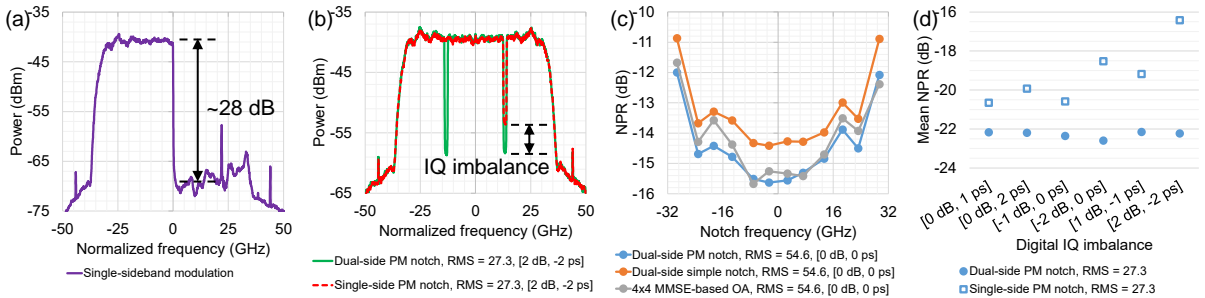 (a)
-35
-45
-55
-65
-75
Power (dBm)
~28 dB
-50 -25 0 25 50
Normalized frequency (GHz)
Single-sideband modulation
(b)
-35
-45
-55
-65
Power (dBm)
IQ imbalance
-50 -25 0 25 50
Normalized frequency (GHz)
Dual-side PM notch, RMS = 27.3, [2 dB, -2 ps]
Single-side PM notch, RMS = 27.3, [2 dB, -2 ps]
(c)
-10
-11
-12
-13
-14
-15
-16
NPR (dB)
-32 -16 0 16 32
Notch frequency (GHz)
Dual-side PM notch, RMS = 54.6, [0 dB, 0 ps]
Dual-side simple notch, RMS = 54.6, [0 dB, 0 ps]
4x4 MMSE-based OA, RMS = 54.6, [0 dB, 0 ps]
(d)
-16
-18
-20
-22
-24
Mean NPR (dB)
[0 dB, 1 ps]
[0 dB, 2 ps]
[-1 dB, 0 ps]
[-2 dB, 0 ps]
[1 dB, -1 ps]
[2 dB, -2 ps]
Digital IQ imbalance
Dual-side PM notch, RMS = 27.3
Single-side PM notch, RMS = 27.3